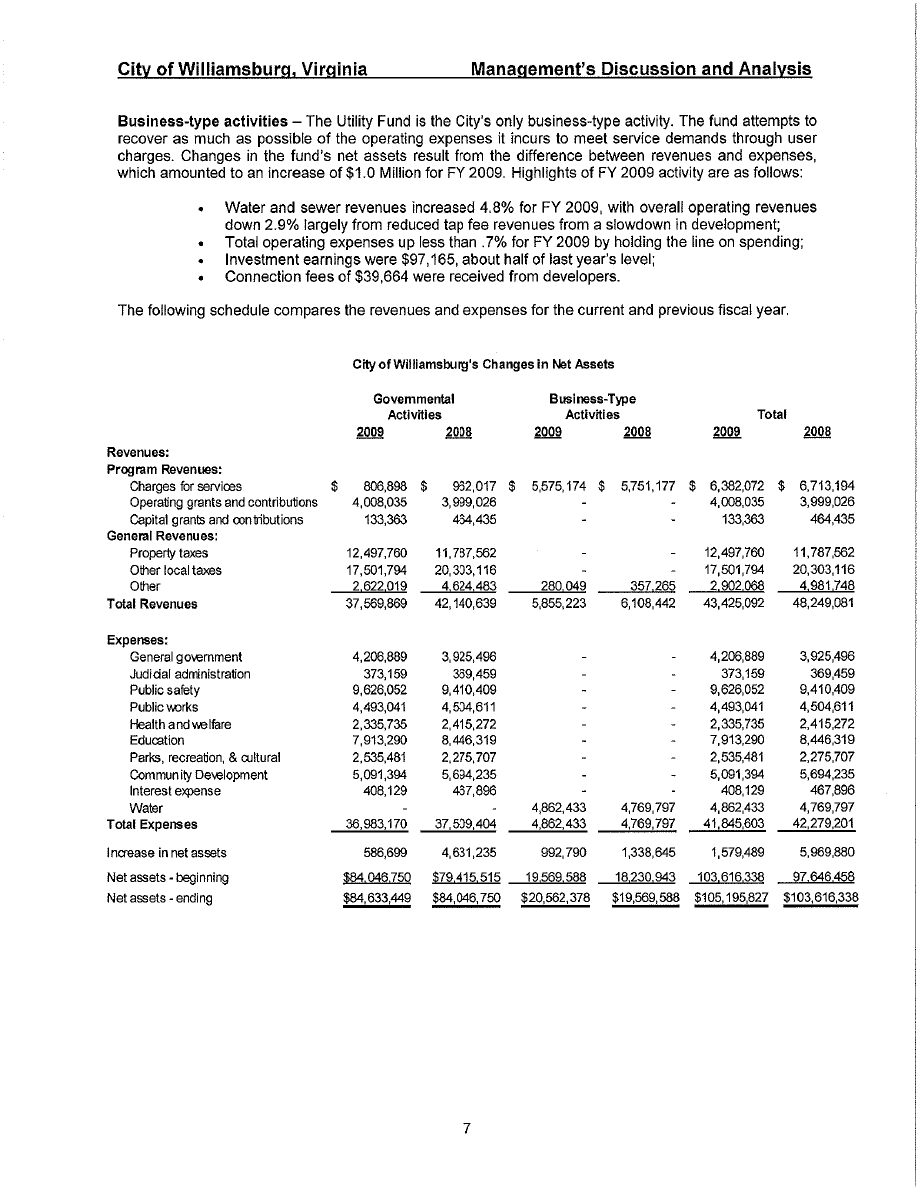 City of Williamsburg, Virginia Management's Discussion and Analysis
Business-type activities – The Utility Fund is the City's only business-type activity. The fund attempts to
recover as much as possible of the operating expenses it incurs to meet service demands through user
charges. Changes in the fund's net assets result from the difference between revenues and expenses,
which amounted to an increase of $1.0 Million for FY 2009. Highlights of FY 2009 activity are as follows:
• Water and sewer revenues increased 4.8% for FY 2009, with overall operating revenues
down 2.9% largely from reduced tap fee revenues from a slowdown in development;
• Total operating expenses up less than .7% for FY 2009 by holding the line on spending;
• Investment earnings were $97,165, about half of last year's level;
• Connection fees of $39,664 were received from developers.
The following schedule compares the revenues and expenses for the current and previous fiscal year.
City of Williamsburg's Changes in Net Assets
Governmental Business-Type
Activities Activities Total
2009 2008 2009 2008 2009 2008
Revenues:
Program Revenues:
Charges for services $ 806,898 $ 962,017 $ 5,575,174 $ 5,751,177 $ 6,382,072 $ 6,713,194
Operating grants and contributions 4,008,035 3,999,026 - - 4,008,035 3,999,026
Capital grants and contributions 133,363 464,435 - - 133,363 464,435
General Revenues:
Property taxes 12,497,760 11,787,562 - - 12,497,760 11,787,562
Other local taxes 17,501,794 20,303,116 - - 17,501,794 20,303,116
Other 2,622,019 4,624,483 280,049 357,265 2,902,068 4,981,748
Total Revenues 37,569,869 42,140,639 5,855,223 6,108,442 43,425,092 48,249,081
Expenses:
General government 4,206,889 3,925,496 - - 4,206,889 3,925,496
Judicial administration 373,159 369,459 - - 373,159 369,459
Public safety 9,626,052 9,410,409 - - 9,626,052 9,410,409
Public works 4,493,041 4,504,611 - - 4,493,041 4,504,611
Health and welfare 2,335,735 2,415,272 - - 2,335,735 2,415,272
Education 7,913,290 8,446,319 - - 7,913,290 8,446,319
Parks, recreation, & cultural 2,535,481 2,275,707 - - 2,535,481 2,275,707
Community Development 5,091,394 5,694,235 - - 5,091,394 5,694,235
Interest expense 408,129 467,896 - - 408,129 467,896
Water - - 4,862,433 4,769,797 4,862,433 4,769,797
Total Expenses 36,983,170 37,509,404 4,862,433 4,769,797 41,845,603 42,279,201
Increase in net assets 586,699 4,631,235 992,790 1,338,645 1,579,489 5,969,880
Net assets - beginning $84,046,750 $79,415,515 19,569,588 18,230,943 103,616,338 97,646,458
Net assets - ending $84,633,449 $84,046,750 $20,562,378 $19,569,588 $105,195,827 $103,616,338
7